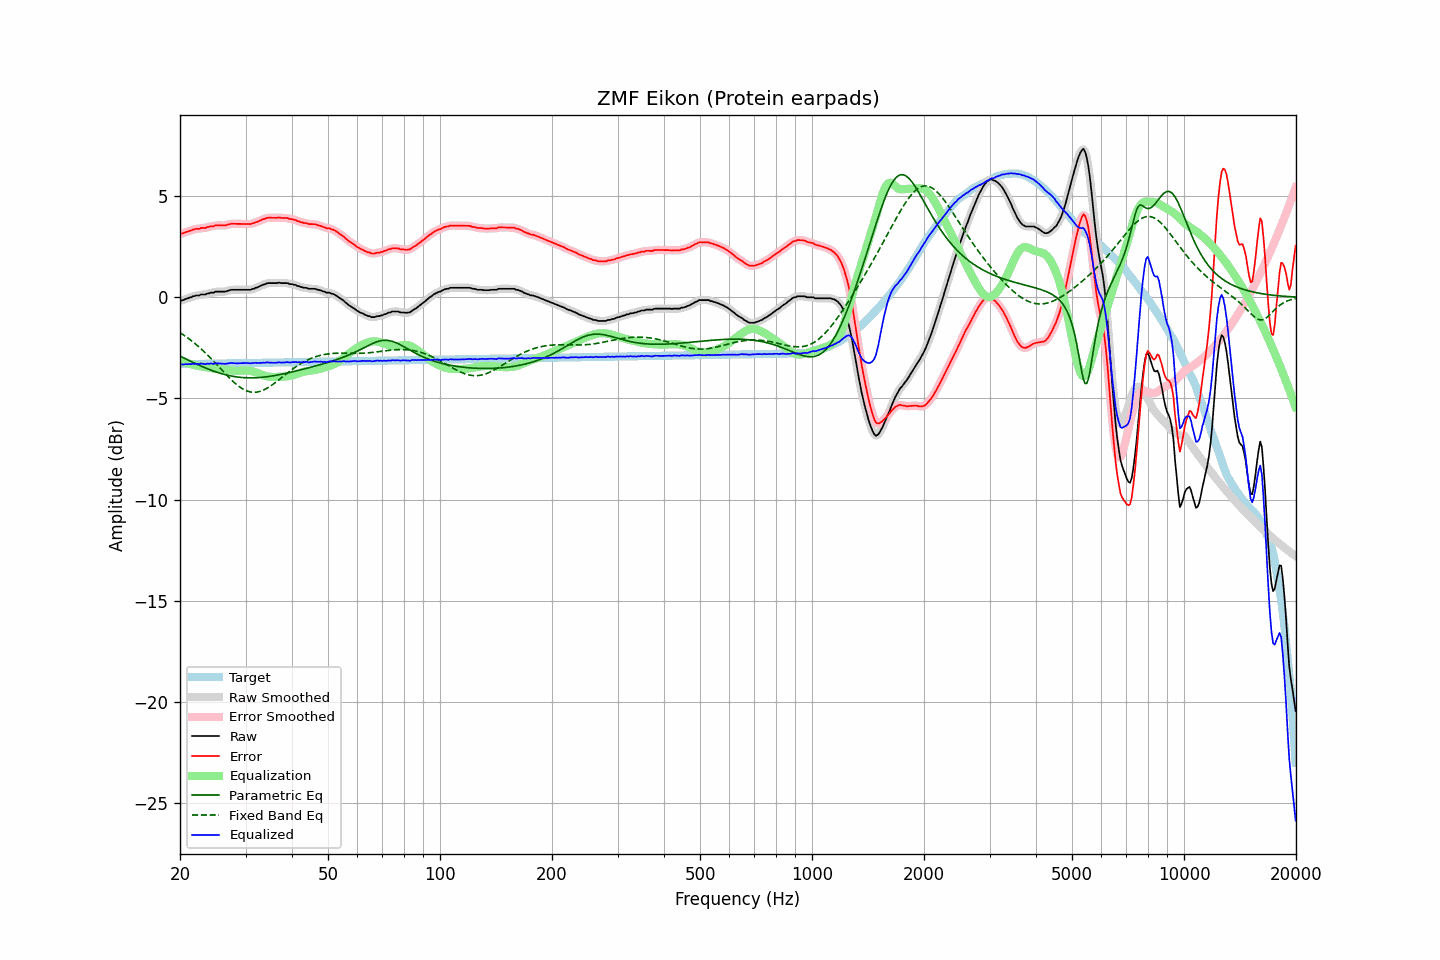 ZMF Eikon (Protein earpads)
Amplitude (dBr)
5
0
−5
−10
−15
−20
−25
Target
Raw Smoothed
Error Smoothed
Raw
Error
Equalization
Parametric Eq
Fixed Band Eq
Equalized
20 50 100 200 500 1000 2000 5000 10000 20000
Frequency (Hz)